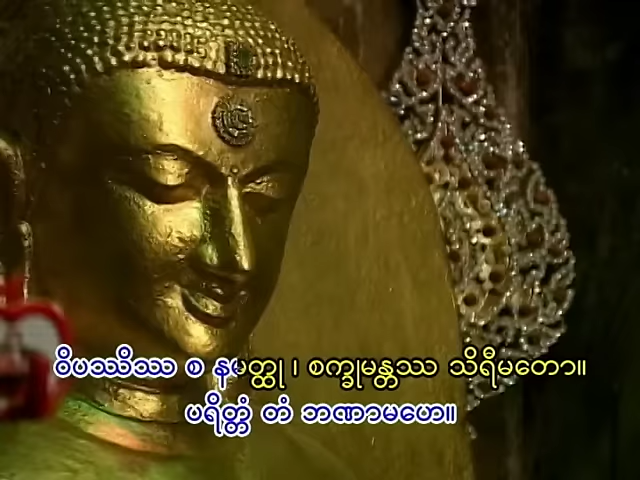 ဝိပဿိဿ စ နမတ္ထု ၊ စက္ခုမန္တဿ သိရီမတော။
ပရိတ္တံ တံ ဘဏာမဟေ။